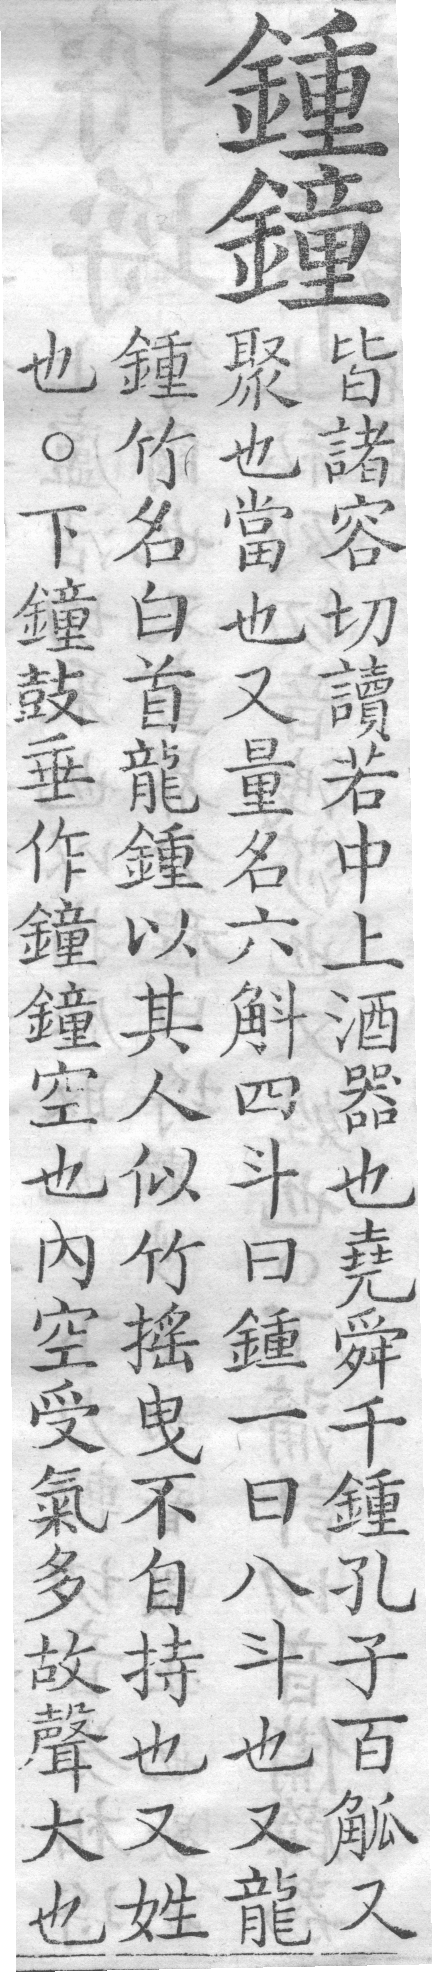 鍾鐘
皆諸容切讀若中上酒器也堯舜千鍾孔子百觚又
聚也當也又量名六斛四斗曰鍾一曰八斗也又龍
鍾竹名白首龍鍾以其人似竹搖曳不自持也又姓
也○下鐘鼓垂作鐘鐘空也內空受氣多故聲大也